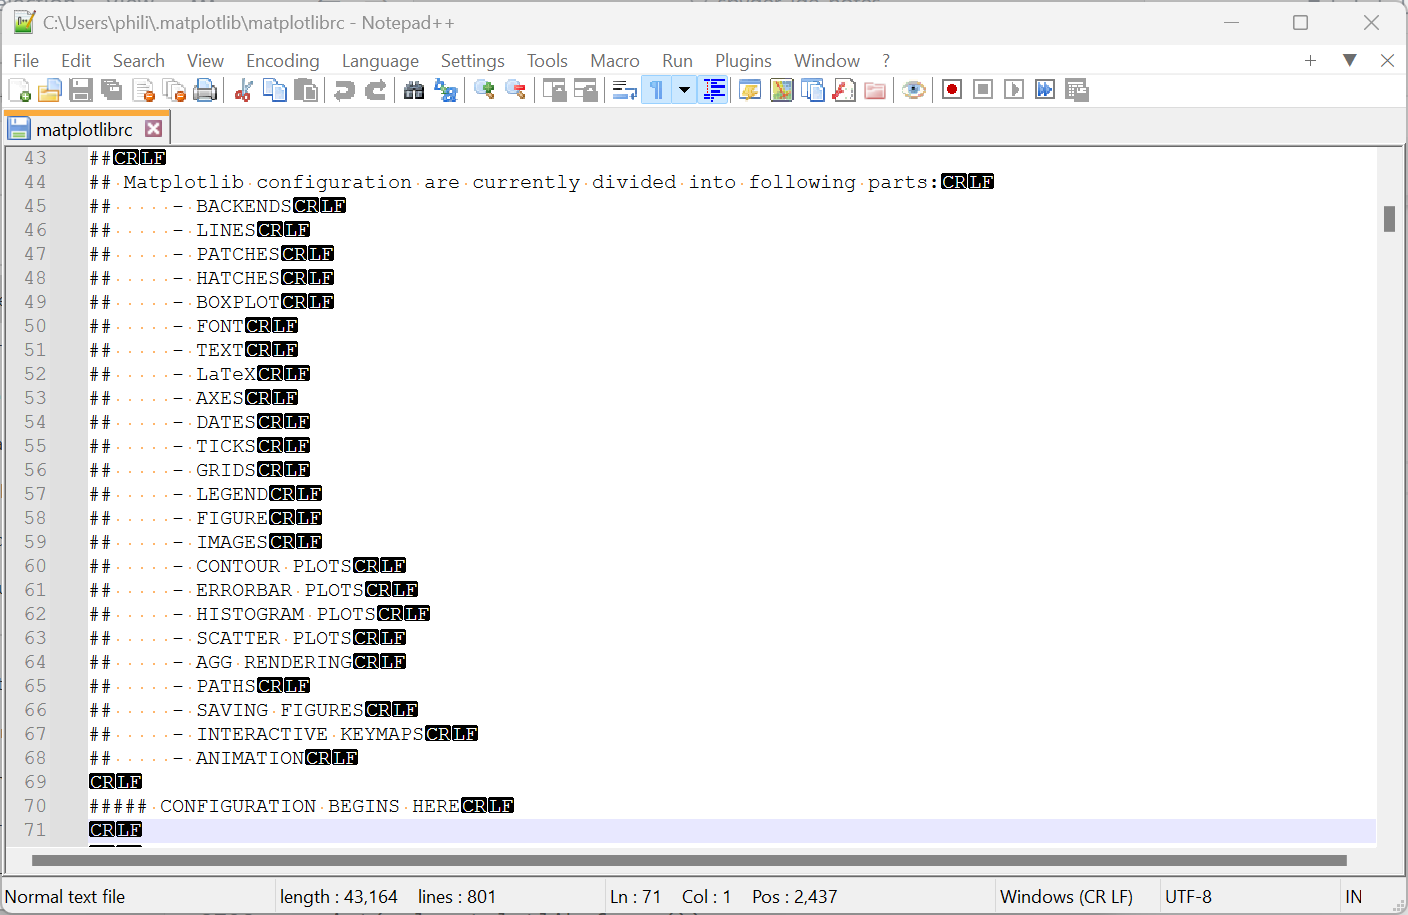 C:\Users\phili\.matplotlib\matplotlibrc - Notepad++
File Edit Search View Encoding Language Settings Tools Macro Run Plugins Window ?
matplotlibrc
43 ##CRLF
44 ## Matplotlib configuration are currently divided into following parts:CRLF
45 ## - BACKENDSCRLF
46 ## - LINESCRLF
47 ## - PATCHESCRLF
48 ## - HATCHESCRLF
49 ## - BOXPLOTCRLF
50 ## - FONTCRLF
51 ## - TEXTCRLF
52 ## - LaTeXCRLF
53 ## - AXESCRLF
54 ## - DATESCRLF
55 ## - TICKSCRLF
56 ## - GRIDSCRLF
57 ## - LEGENDCRLF
58 ## - FIGURECRLF
59 ## - IMAGESCRLF
60 ## - CONTOUR PLOTSCRLF
61 ## - ERRORBAR PLOTSCRLF
62 ## - HISTOGRAM PLOTSCRLF
63 ## - SCATTER PLOTSCRLF
64 ## - AGG RENDERINGCRLF
65 ## - PATHSCRLF
66 ## - SAVING FIGURESCRLF
67 ## - INTERACTIVE KEYMAPSCRLF
68 ## - ANIMATIONCRLF
69 CRLF
70 ##### CONFIGURATION BEGINS HERECRLF
71 CRLF
Normal text file length : 43,164 lines : 801 Ln : 71 Col : 1 Pos : 2,437 Windows (CR LF) UTF-8 IN